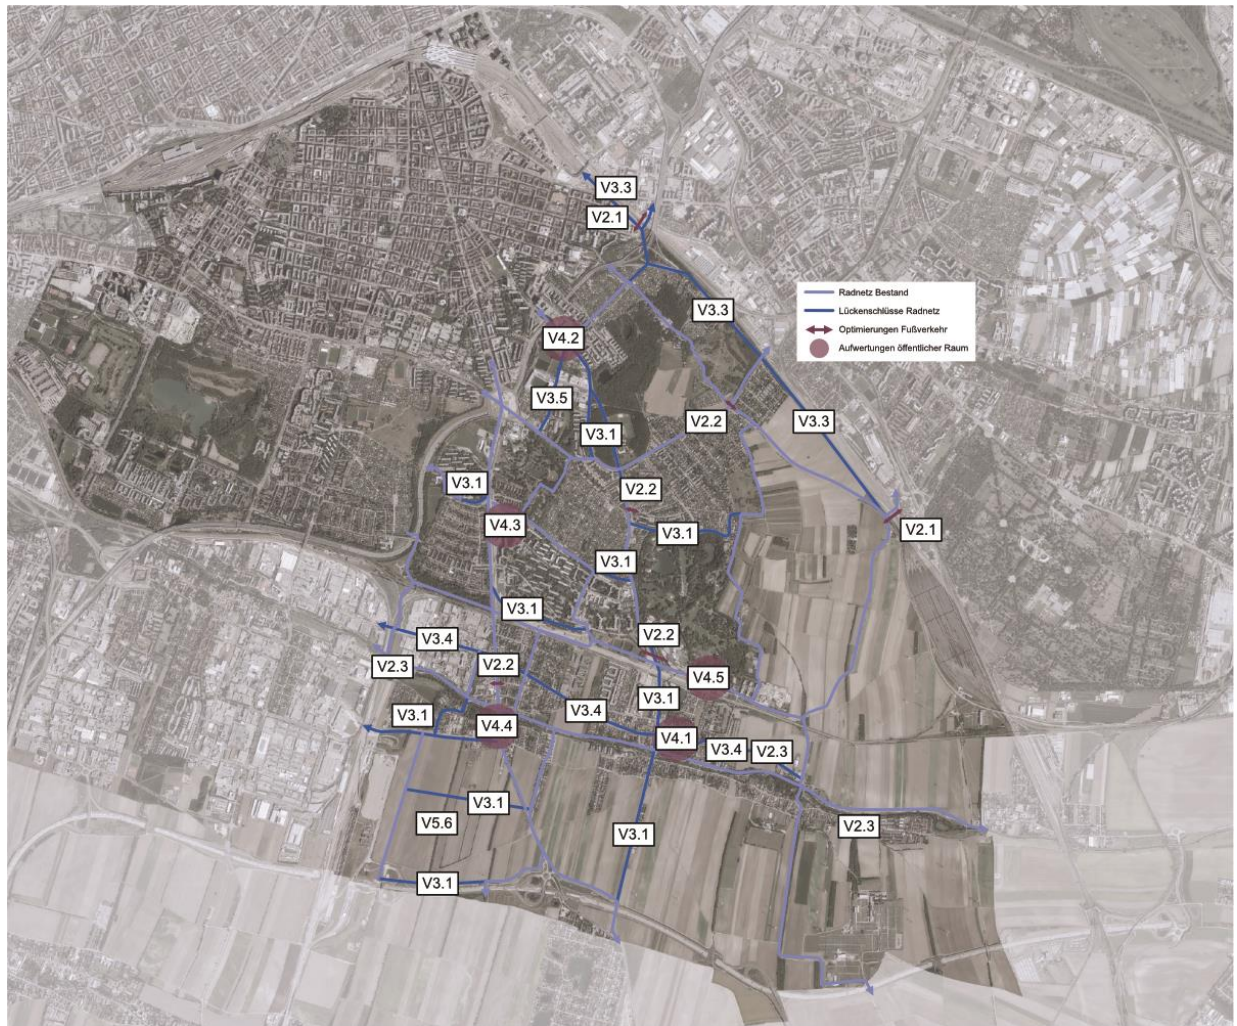 V3.3
V2.1
Radnetz Bestand
Lückenschlüsse Radnetz
Optimierungen Fußverkehr
Aufwertungen öffentlicher Raum
V3.3
V4.2
V3.5
V2.2
V3.3
V3.1
V3.1
V2.2
V4.3
V3.1
V2.1
V3.1
V3.1
V3.4
V2.2
V2.2
V2.3
V4.5
V3.1
V3.1
V3.4
V4.4
V4.1
V3.4
V2.3
V3.1
V5.6
V3.1
V2.3
V3.1